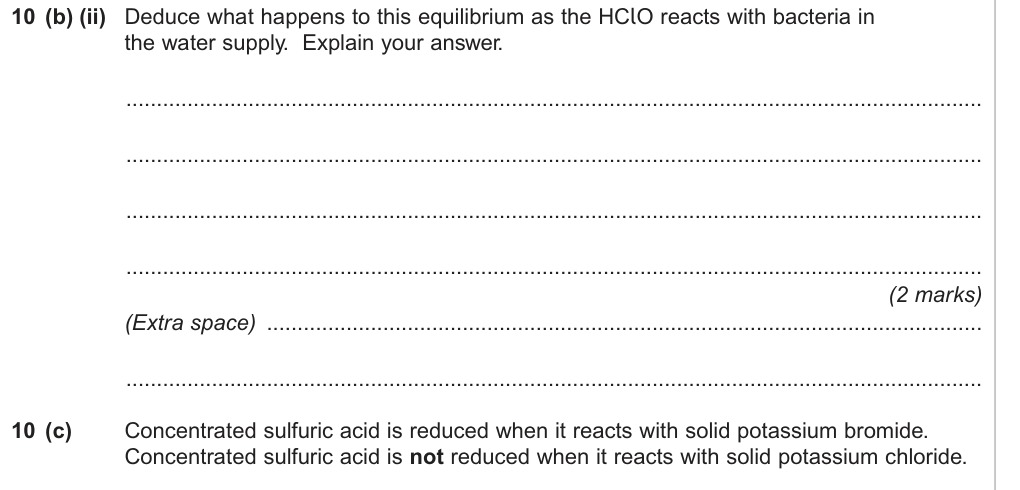 10 (b) (ii) Deduce what happens to this equilibrium as the HClO reacts with bacteria in
the water supply. Explain your answer.
..........................................................................................
..........................................................................................
..........................................................................................
..........................................................................................
(2 marks)
(Extra space) ..........................................................................................
..........................................................................................
10 (c) Concentrated sulfuric acid is reduced when it reacts with solid potassium bromide.
Concentrated sulfuric acid is not reduced when it reacts with solid potassium chloride.